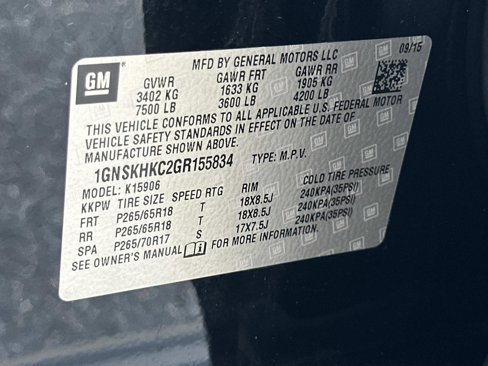 MFD BY GENERAL MOTORS LLC
09/15
GM
GVWR GAWR FRT GAWR RR
3402 KG 1633 KG 1905 KG
7500 LB 3600 LB 4200 LB
THIS VEHICLE CONFORMS TO ALL APPLICABLE U.S. FEDERAL MOTOR
VEHICLE SAFETY STANDARDS IN EFFECT ON THE DATE OF
MANUFACTURE SHOWN ABOVE.
1GNSKHKC2GR155834 TYPE: M.P.V.
MODEL: K15906
KKPW TIRE SIZE SPEED RTG RIM COLD TIRE PRESSURE
FRT P265/65R18 T 18X8.5J 240KPA(35PSI)
RR P265/65R18 T 18X8.5J 240KPA(35PSI)
SPA P265/70R17 S 17X7.5J 240KPA(35PSI)
SEE OWNER'S MANUAL FOR MORE INFORMATION.